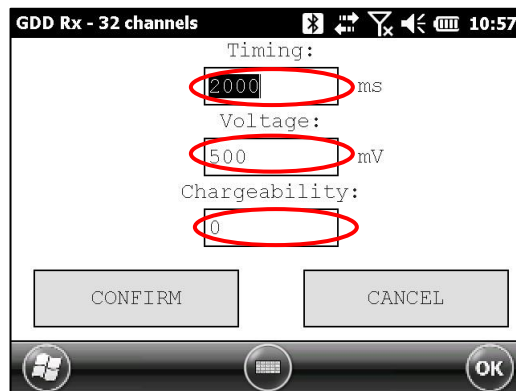 GDD Rx - 32 channels 10:57
Timing:
2000 ms
Voltage:
500 mV
Chargeability:
0
CONFIRM CANCEL
OK